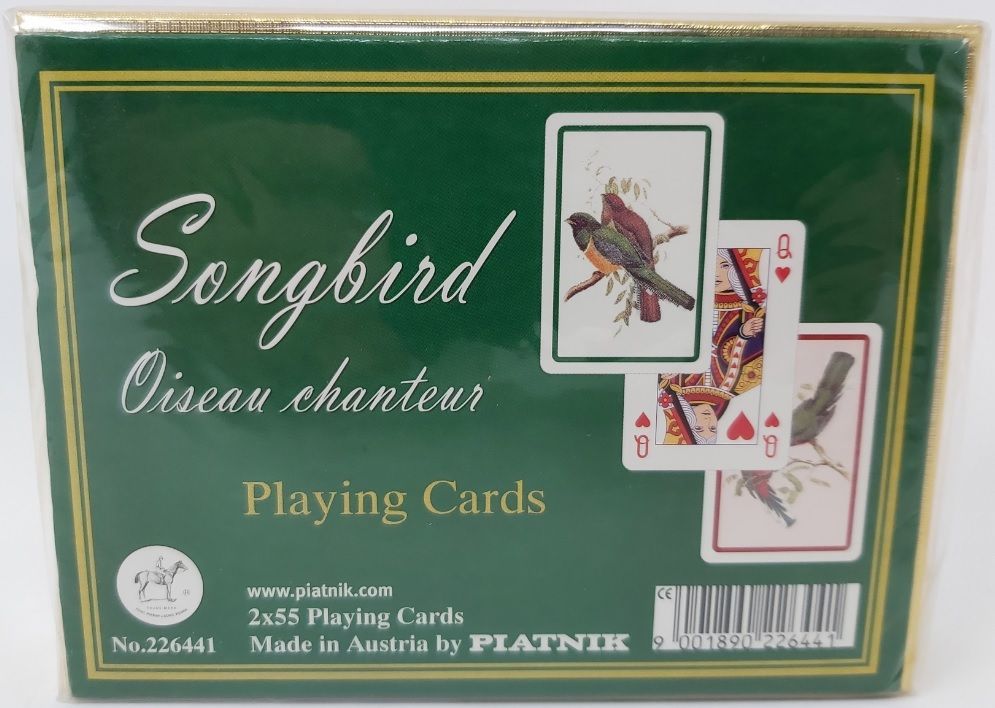 Songbird
Oiseau chanteur
Playing Cards
Q
Q
Q
www.piatnik.com
2x55 Playing Cards
No.226441
Made in Austria by PIATNIK
CE
9 001890 226441